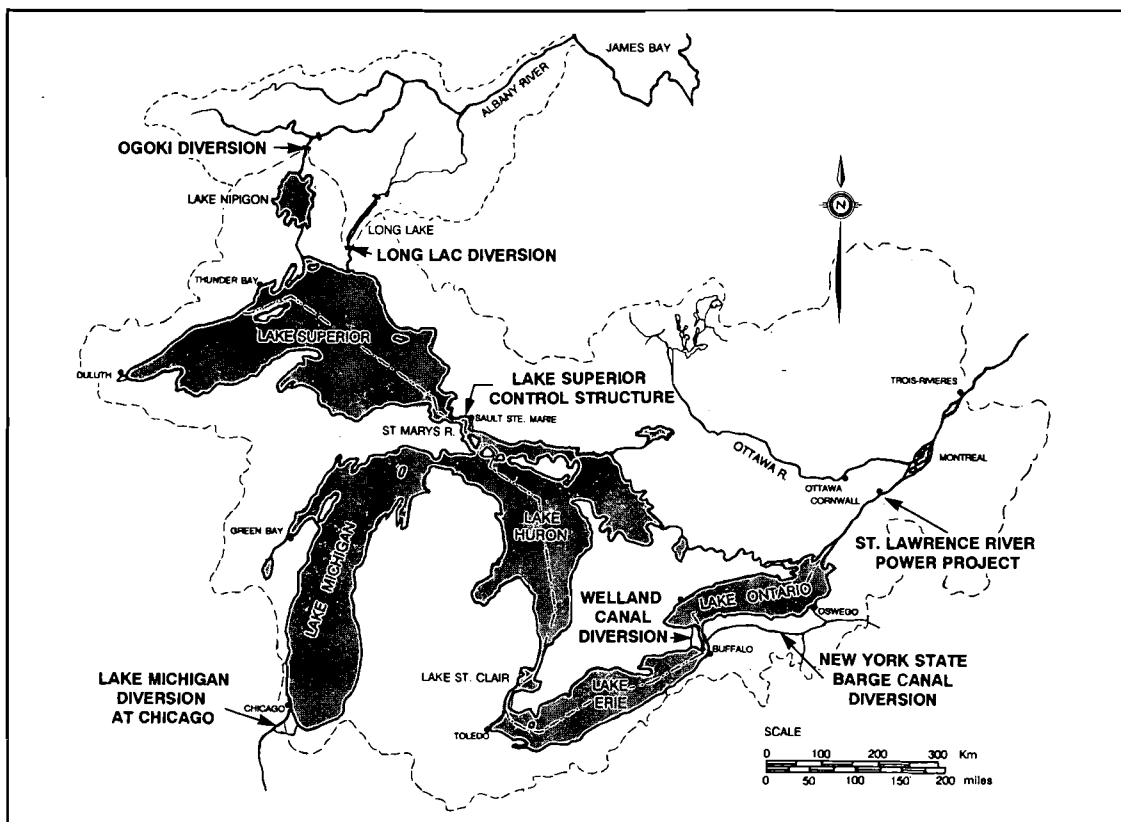 JAMES BAY
ALBANY RIVER
OGOKI DIVERSION
LAKE NIPIGON
N
LONG LAKE
LONG LAC DIVERSION
THUNDER BAY
LAKE SUPERIOR
DULUTH
LAKE SUPERIOR
CONTROL STRUCTURE
SAULT STE. MARIE
ST MARYS R.
TROIS-RIVIERES
MONTREAL
OTTAWA R.
OTTAWA
CORNWALL
GREEN BAY
LAKE
HURON
ST. LAWRENCE RIVER
POWER PROJECT
LAKE MICHIGAN
WELLAND
CANAL
DIVERSION
LAKE ONTARIO
OSWEGO
BUFFALO
NEW YORK STATE
BARGE CANAL
DIVERSION
LAKE ST. CLAIR
LAKE
ERIE
LAKE MICHIGAN
DIVERSION
AT CHICAGO
CHICAGO
TOLEDO
SCALE
0 100 200 300 Km
0 50 100 150 200 miles